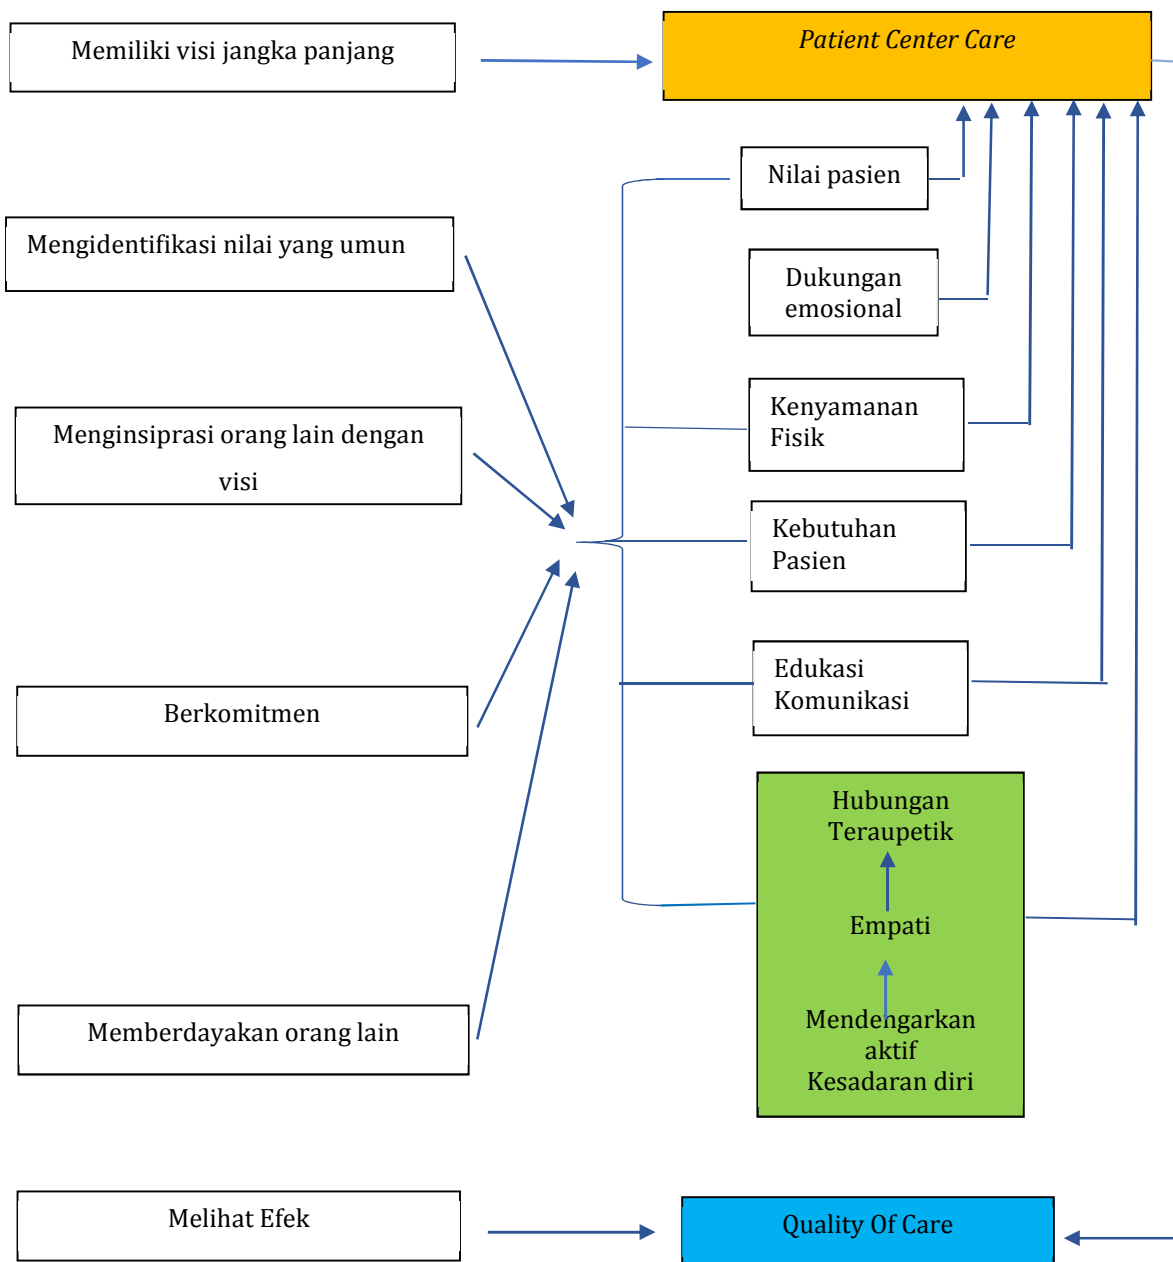 Memiliki visi jangka panjang
Patient Center Care
Nilai pasien
Mengidentifikasi nilai yang umun
Dukungan
emosional
Kenyamanan
Fisik
Menginsiprasi orang lain dengan
visi
Kebutuhan
Pasien
Edukasi
Komunikasi
Berkomitmen
Hubungan
Teraupetik
Empati
Mendengarkan
aktif
Kesadaran diri
Memberdayakan orang lain
Melihat Efek
Quality Of Care